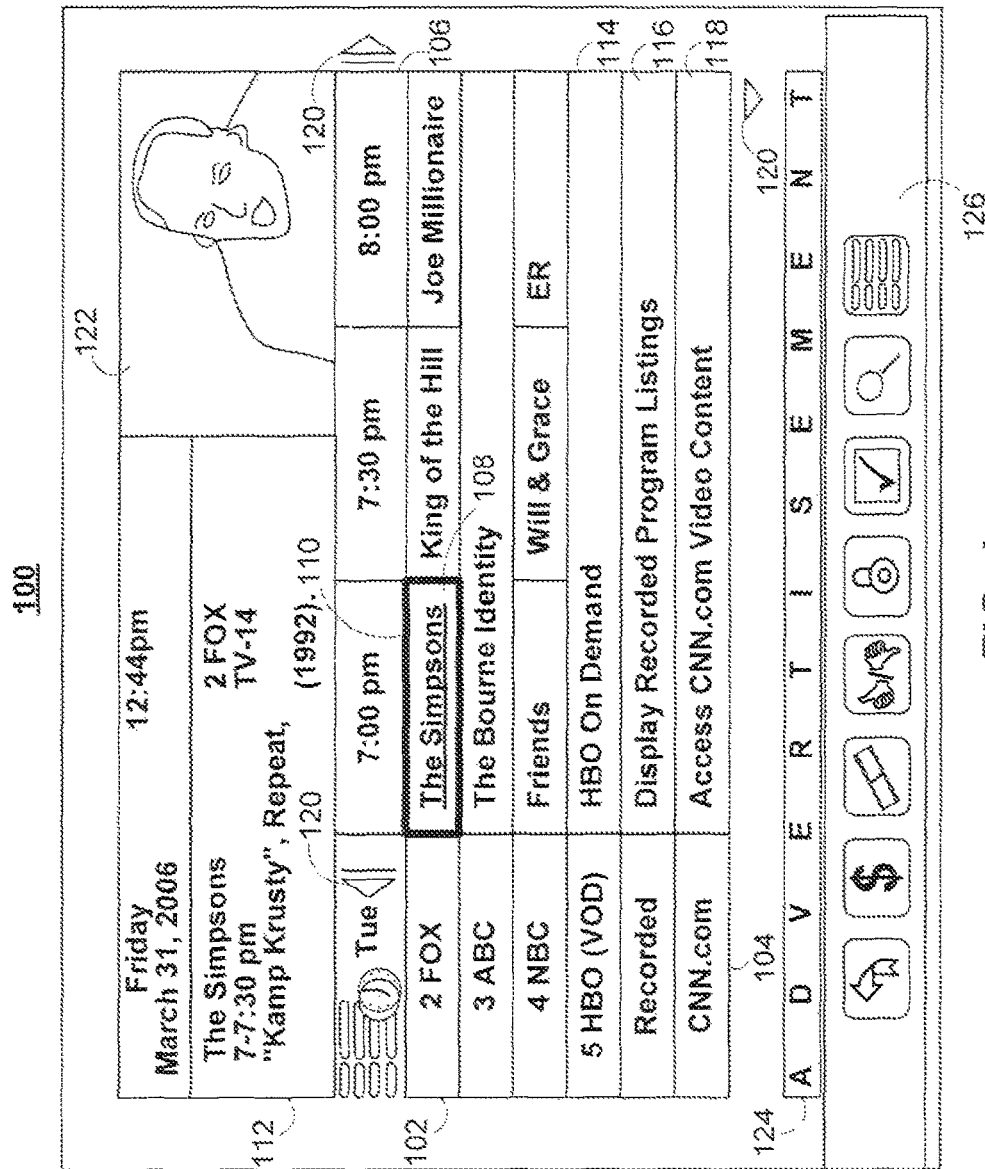 100
122
Friday
March 31, 2006
12:44pm
The Simpsons
7-7:30 pm
"Kamp Krusty", Repeat,
2 FOX
TV-14
(1992).
110
112
120
120
Tue
7:00 pm
7:30 pm
8:00 pm
106
102
2 FOX
The Simpsons
King of the Hill
Joe Millionaire
108
3 ABC
The Bourne Identity
4 NBC
Friends
Will & Grace
ER
5 HBO (VOD)
HBO On Demand
114
Recorded
Display Recorded Program Listings
116
CNN.com
Access CNN.com Video Content
118
104
120
124
A D V E R T I S E M E N T
$
126